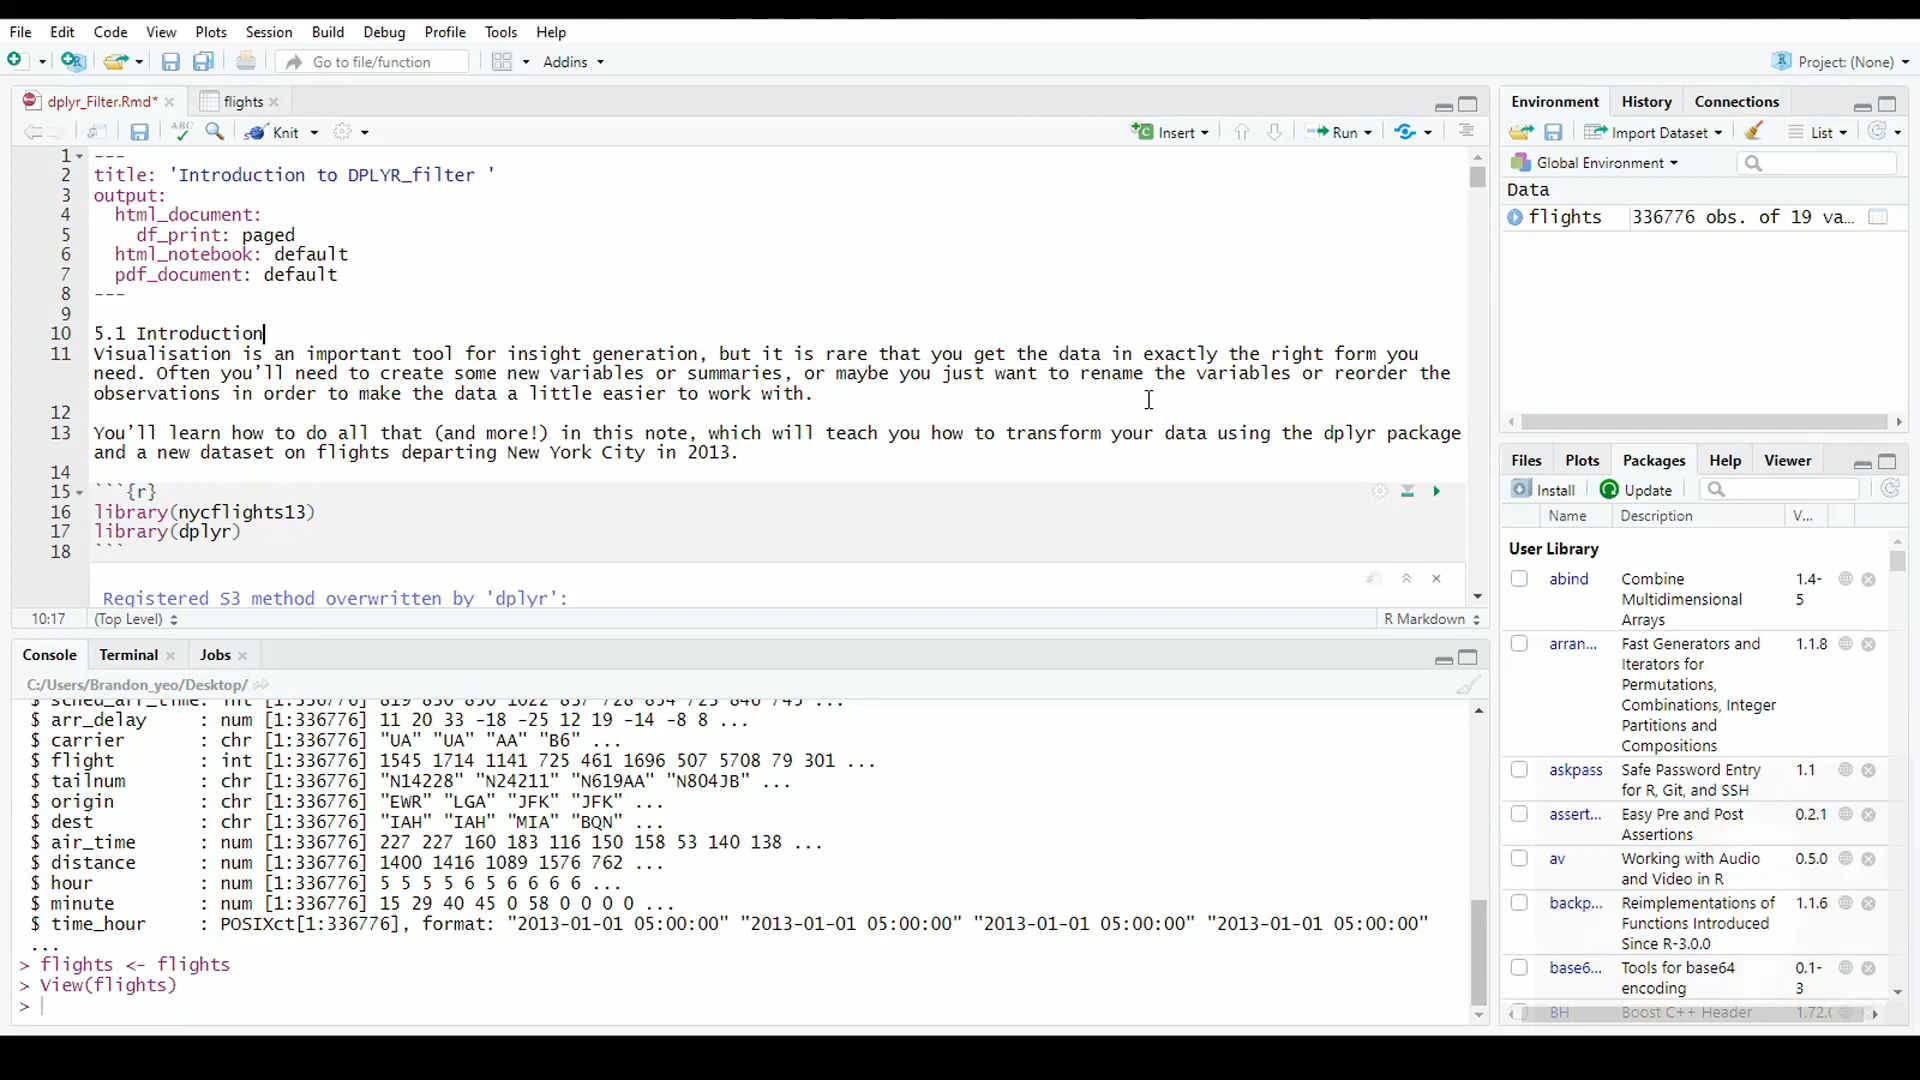 File Edit Code View Plots Session Build Debug Profile Tools Help
Go to file/function Addins Project: (None)
dplyr_Filter.Rmd* flights
ABC Knit Insert Run
1 ---
2 title: 'Introduction to DPLYR_filter '
3 output:
4 html_document:
5 df_print: paged
6 html_notebook: default
7 pdf_document: default
8 ---
9
10 5.1 Introduction
11 Visualisation is an important tool for insight generation, but it is rare that you get the data in exactly the right form you
need. Often you’ll need to create some new variables or summaries, or maybe you just want to rename the variables or reorder the
observations in order to make the data a little easier to work with.
12
13 You’ll learn how to do all that (and more!) in this note, which will teach you how to transform your data using the dplyr package
and a new dataset on flights departing New York City in 2013.
14
15 ```{r}
16 library(nycflights13)
17 library(dplyr)
18 ```
Registered S3 method overwritten by 'dplyr':
10:17 (Top Level) R Markdown
Console Terminal Jobs
C:/Users/Brandon_yeo/Desktop/
$ sched_arr_time: int [1:336776] 819 830 850 1022 837 728 854 723 846 745 ...
$ arr_delay : num [1:336776] 11 20 33 -18 -25 12 19 -14 -8 8 ...
$ carrier : chr [1:336776] "UA" "UA" "AA" "B6" ...
$ flight : int [1:336776] 1545 1714 1141 725 461 1696 507 5708 79 301 ...
$ tailnum : chr [1:336776] "N14228" "N24211" "N619AA" "N804JB" ...
$ origin : chr [1:336776] "EWR" "LGA" "JFK" "JFK" ...
$ dest : chr [1:336776] "IAH" "IAH" "MIA" "BQN" ...
$ air_time : num [1:336776] 227 227 160 183 116 150 158 53 140 138 ...
$ distance : num [1:336776] 1400 1416 1089 1576 762 ...
$ hour : num [1:336776] 5 5 5 5 6 5 6 6 6 6 ...
$ minute : num [1:336776] 15 29 40 45 0 58 0 0 0 0 ...
$ time_hour : POSIXct[1:336776], format: "2013-01-01 05:00:00" "2013-01-01 05:00:00" "2013-01-01 05:00:00" "2013-01-01 05:00:00"
...
> flights <- flights
> View(flights)
>
Environment History Connections
Import Dataset List
Global Environment
Data
flights 336776 obs. of 19 va...
Files Plots Packages Help Viewer
Install Update
Name Description V...
User Library
abind Combine 1.4-
Multidimensional 5
Arrays
arran... Fast Generators and 1.1.8
Iterators for
Permutations,
Combinations, Integer
Partitions and
Compositions
askpass Safe Password Entry 1.1
for R, Git, and SSH
assert... Easy Pre and Post 0.2.1
Assertions
av Working with Audio 0.5.0
and Video in R
backp... Reimplementations of 1.1.6
Functions Introduced
Since R-3.0.0
base6... Tools for base64 0.1-
encoding 3
BH Boost C++ Header 1.72.(